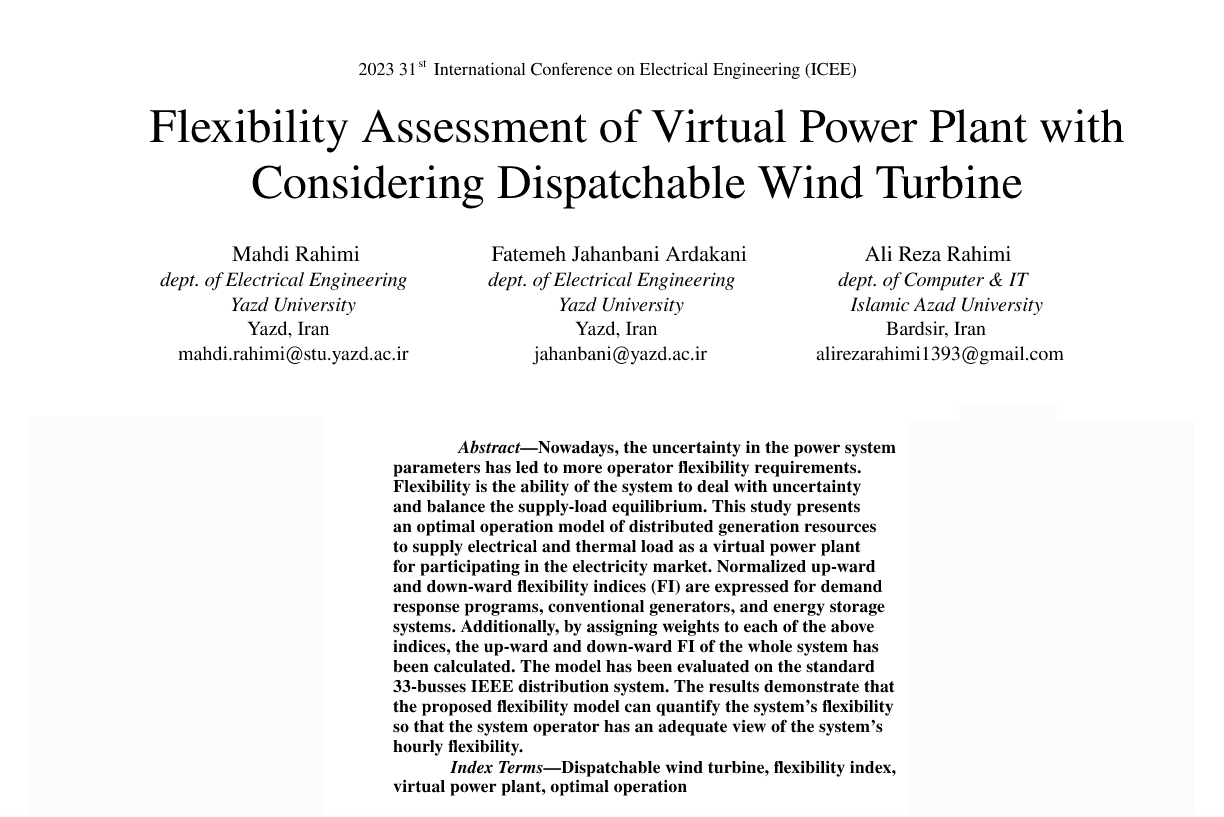 2023 31st International Conference on Electrical Engineering (ICEE)
Flexibility Assessment of Virtual Power Plant with
Considering Dispatchable Wind Turbine
Mahdi Rahimi
dept. of Electrical Engineering
Yazd University
Yazd, Iran
mahdi.rahimi@stu.yazd.ac.ir
Fatemeh Jahanbani Ardakani
dept. of Electrical Engineering
Yazd University
Yazd, Iran
jahanbani@yazd.ac.ir
Ali Reza Rahimi
dept. of Computer & IT
Islamic Azad University
Bardsir, Iran
alirezarahimi1393@gmail.com
Abstract—Nowadays, the uncertainty in the power system
parameters has led to more operator flexibility requirements.
Flexibility is the ability of the system to deal with uncertainty
and balance the supply-load equilibrium. This study presents
an optimal operation model of distributed generation resources
to supply electrical and thermal load as a virtual power plant
for participating in the electricity market. Normalized up-ward
and down-ward flexibility indices (FI) are expressed for demand
response programs, conventional generators, and energy storage
systems. Additionally, by assigning weights to each of the above
indices, the up-ward and down-ward FI of the whole system has
been calculated. The model has been evaluated on the standard
33-busses IEEE distribution system. The results demonstrate that
the proposed flexibility model can quantify the system's flexibility
so that the system operator has an adequate view of the system's
hourly flexibility.
Index Terms—Dispatchable wind turbine, flexibility index,
virtual power plant, optimal operation